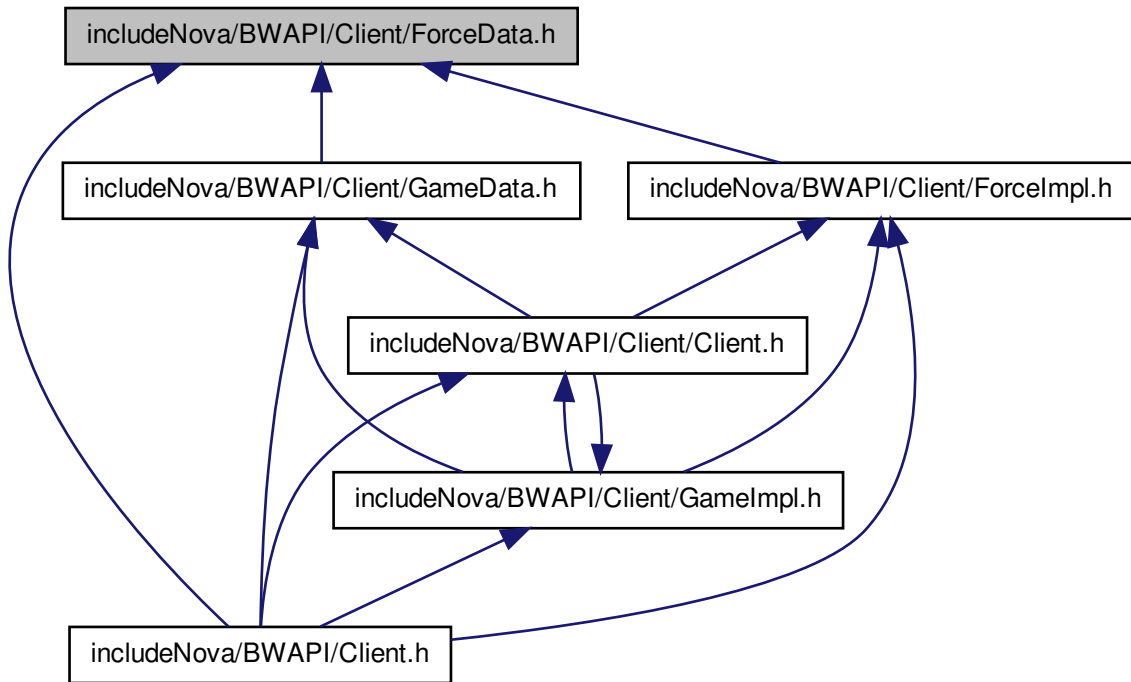 includeNova/BWAPI/Client/ForceData.h
includeNova/BWAPI/Client/GameData.h
includeNova/BWAPI/Client/ForceImpl.h
includeNova/BWAPI/Client/Client.h
includeNova/BWAPI/Client/GameImpl.h
includeNova/BWAPI/Client.h